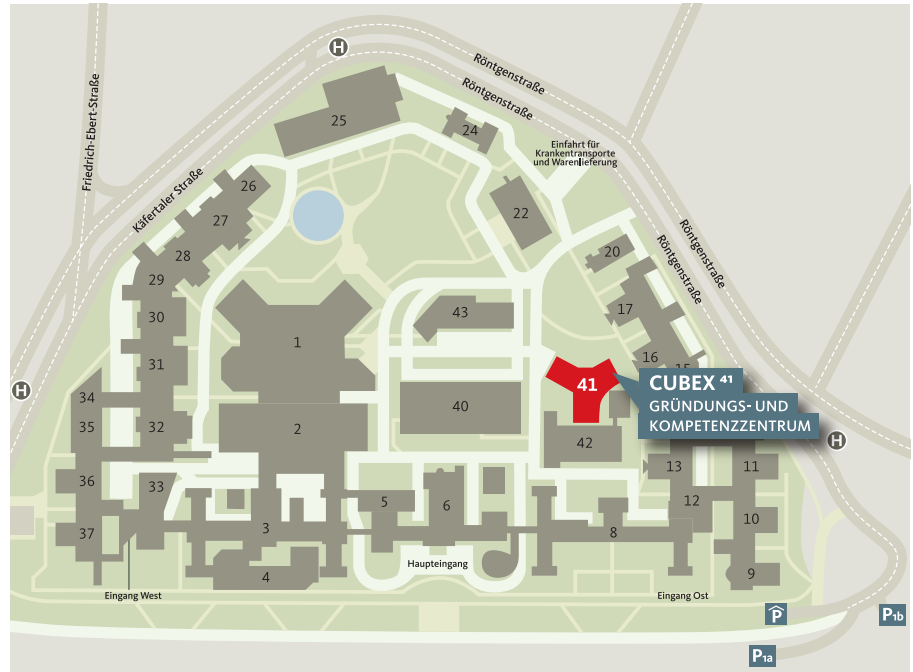 H
Röntgenstraße
Röntgenstraße
25
24
Einfahrt für
Krankentransporte
und Warenlieferung
Friedrich-Ebert-Straße
Käfertaler Straße
26
27
28
29
22
20
Röntgenstraße
Röntgenstraße
17
30
43
1
31
16
15
41
CUBEX 41
GRÜNDUNGS- UND
KOMPETENZZENTRUM
H
34
35
32
2
40
42
H
36
33
13
11
37
3
5
6
12
10
8
4
9
Haupteingang
Eingang West
Eingang Ost
P
P1b
P1a